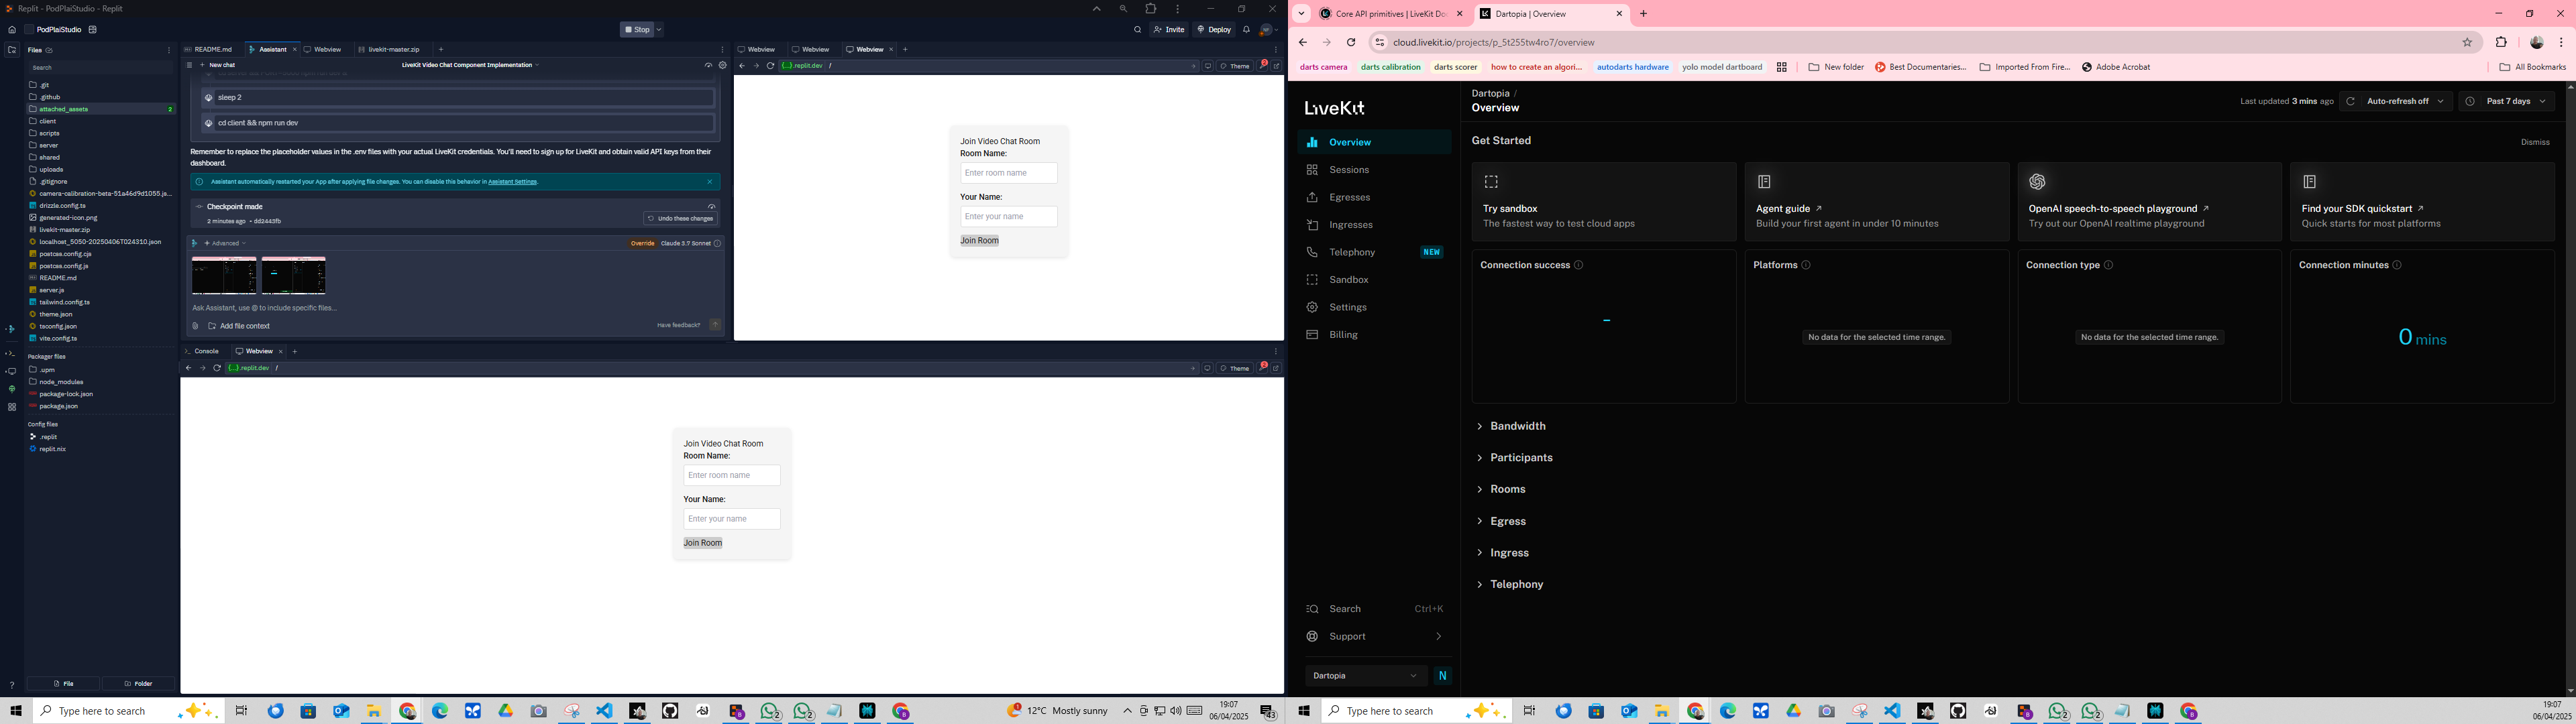 Replit - PodPlaiStudio - Replit
PodPlaiStudio
Stop
Invite
Deploy
Files
Search
.git
.github
attached_assets 2
client
scripts
server
shared
uploads
.gitignore
camera-calibration-beta-51a46d9d1055.js...
drizzle.config.ts
generated-icon.png
livekit-master.zip
localhost_5050-20250406T024310.json
postcss.config.cjs
postcss.config.js
README.md
server.js
tailwind.config.ts
theme.json
tsconfig.json
vite.config.ts
Packager files
.upm
node_modules
package-lock.json
package.json
Config files
.replit
replit.nix
File
Folder
README.md
Assistant
Webview
livekit-master.zip
New chat
LiveKit Video Chat Component Implementation
sleep 2
cd client && npm run dev
Remember to replace the placeholder values in the .env files with your actual LiveKit credentials. You'll need to sign up for LiveKit and obtain valid API keys from their
dashboard.
Assistant automatically restarted your App after applying file changes. You can disable this behavior in Assistant Settings.
Checkpoint made
2 minutes ago • dd2443fb
Undo these changes
Advanced
Override
Claude 3.7 Sonnet
Ask Assistant, use @ to include specific files...
Add file context
Have feedback?
Webview
Webview
Webview
{...}.replit.dev /
Theme
2
Join Video Chat Room
Room Name:
Enter room name
Your Name:
Enter your name
Join Room
Console
Webview
{...}.replit.dev /
Theme
2
Join Video Chat Room
Room Name:
Enter room name
Your Name:
Enter your name
Join Room
Type here to search
12°C Mostly sunny
19:07
06/04/2025
43
Core API primitives | LiveKit Doc
Dartopia | Overview
cloud.livekit.io/projects/p_5t255tw4ro7/overview
darts camera
darts calibration
darts scorer
how to create an algori...
autodarts hardware
yolo model dartboard
New folder
Best Documentaries...
Imported From Fire...
Adobe Acrobat
All Bookmarks
LiveKit
Overview
Sessions
Egresses
Ingresses
Telephony NEW
Sandbox
Settings
Billing
Search Ctrl+K
Support
Dartopia
N
Dartopia /
Overview
Last updated 3 mins ago
Auto-refresh off
Past 7 days
Get Started
Dismiss
Try sandbox
The fastest way to test cloud apps
Agent guide
Build your first agent in under 10 minutes
OpenAI speech-to-speech playground
Try out our OpenAI realtime playground
Find your SDK quickstart
Quick starts for most platforms
Connection success
–
Platforms
No data for the selected time range.
Connection type
No data for the selected time range.
Connection minutes
0 mins
Bandwidth
Participants
Rooms
Egress
Ingress
Telephony
Type here to search
19:07
06/04/202